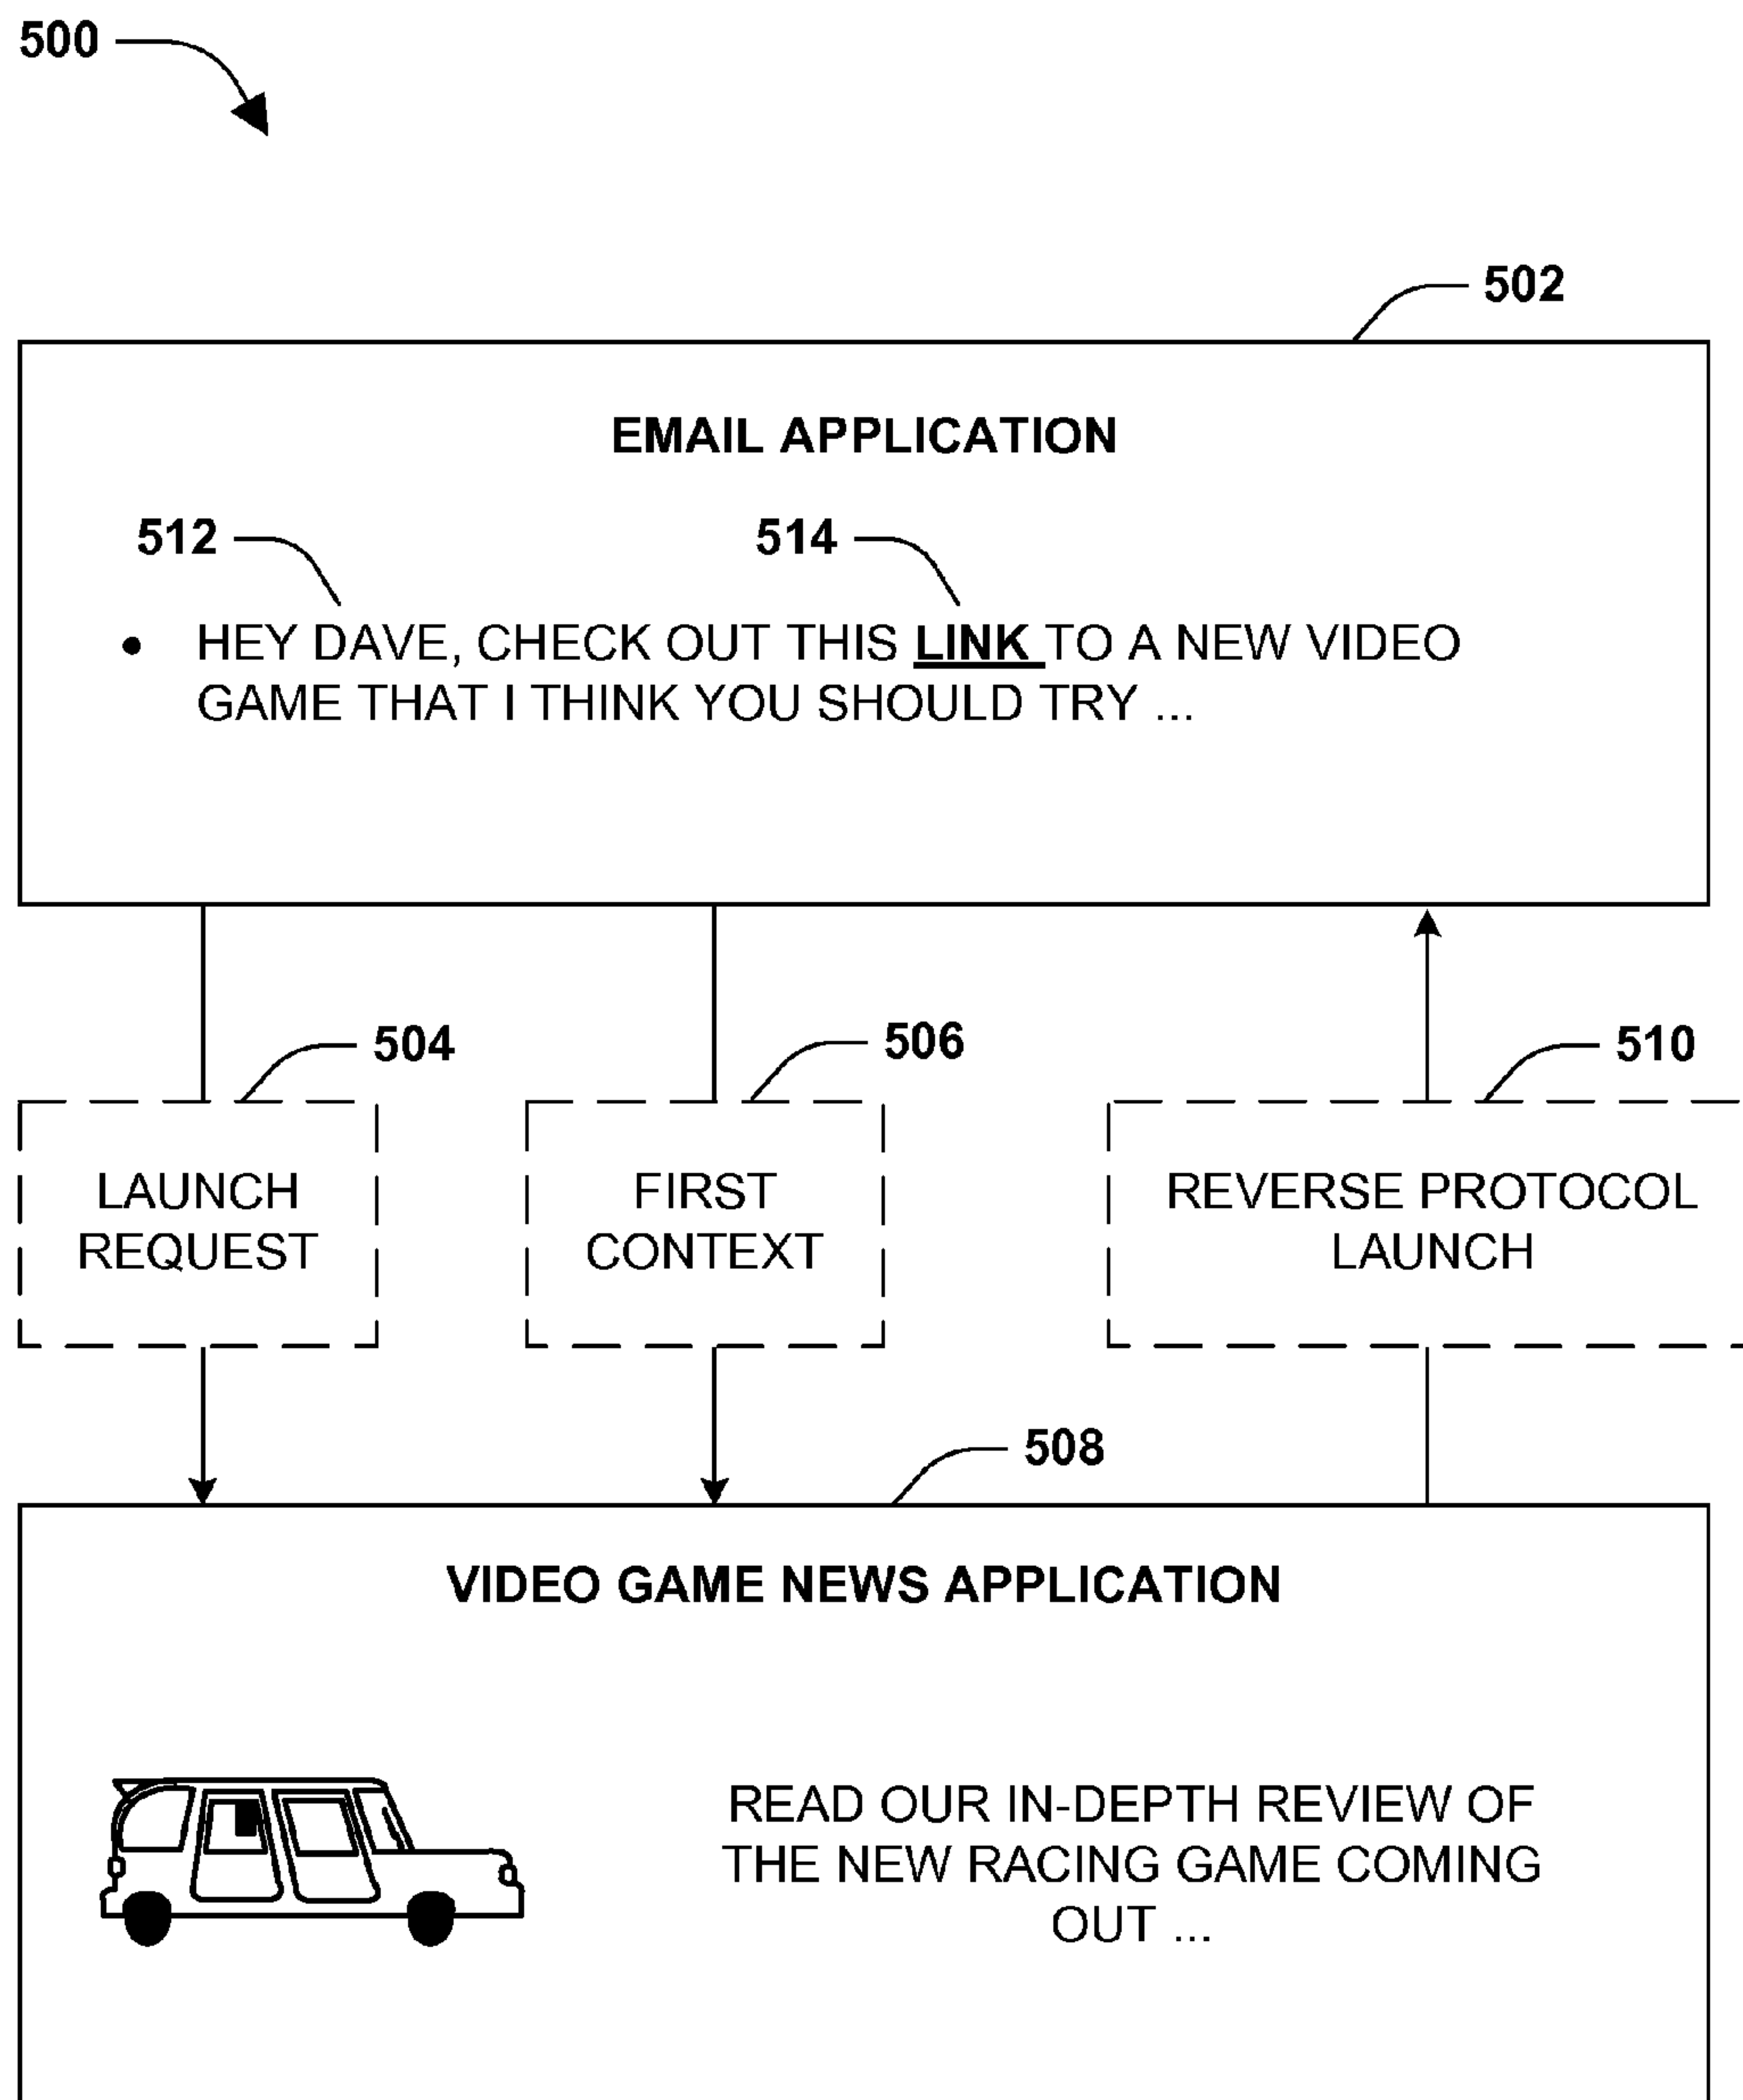 500
502
EMAIL APPLICATION
512
514
• HEY DAVE, CHECK OUT THIS LINK TO A NEW VIDEO
GAME THAT I THINK YOU SHOULD TRY ...
504
506
510
LAUNCH
REQUEST
FIRST
CONTEXT
REVERSE PROTOCOL
LAUNCH
508
VIDEO GAME NEWS APPLICATION
READ OUR IN-DEPTH REVIEW OF
THE NEW RACING GAME COMING
OUT ...